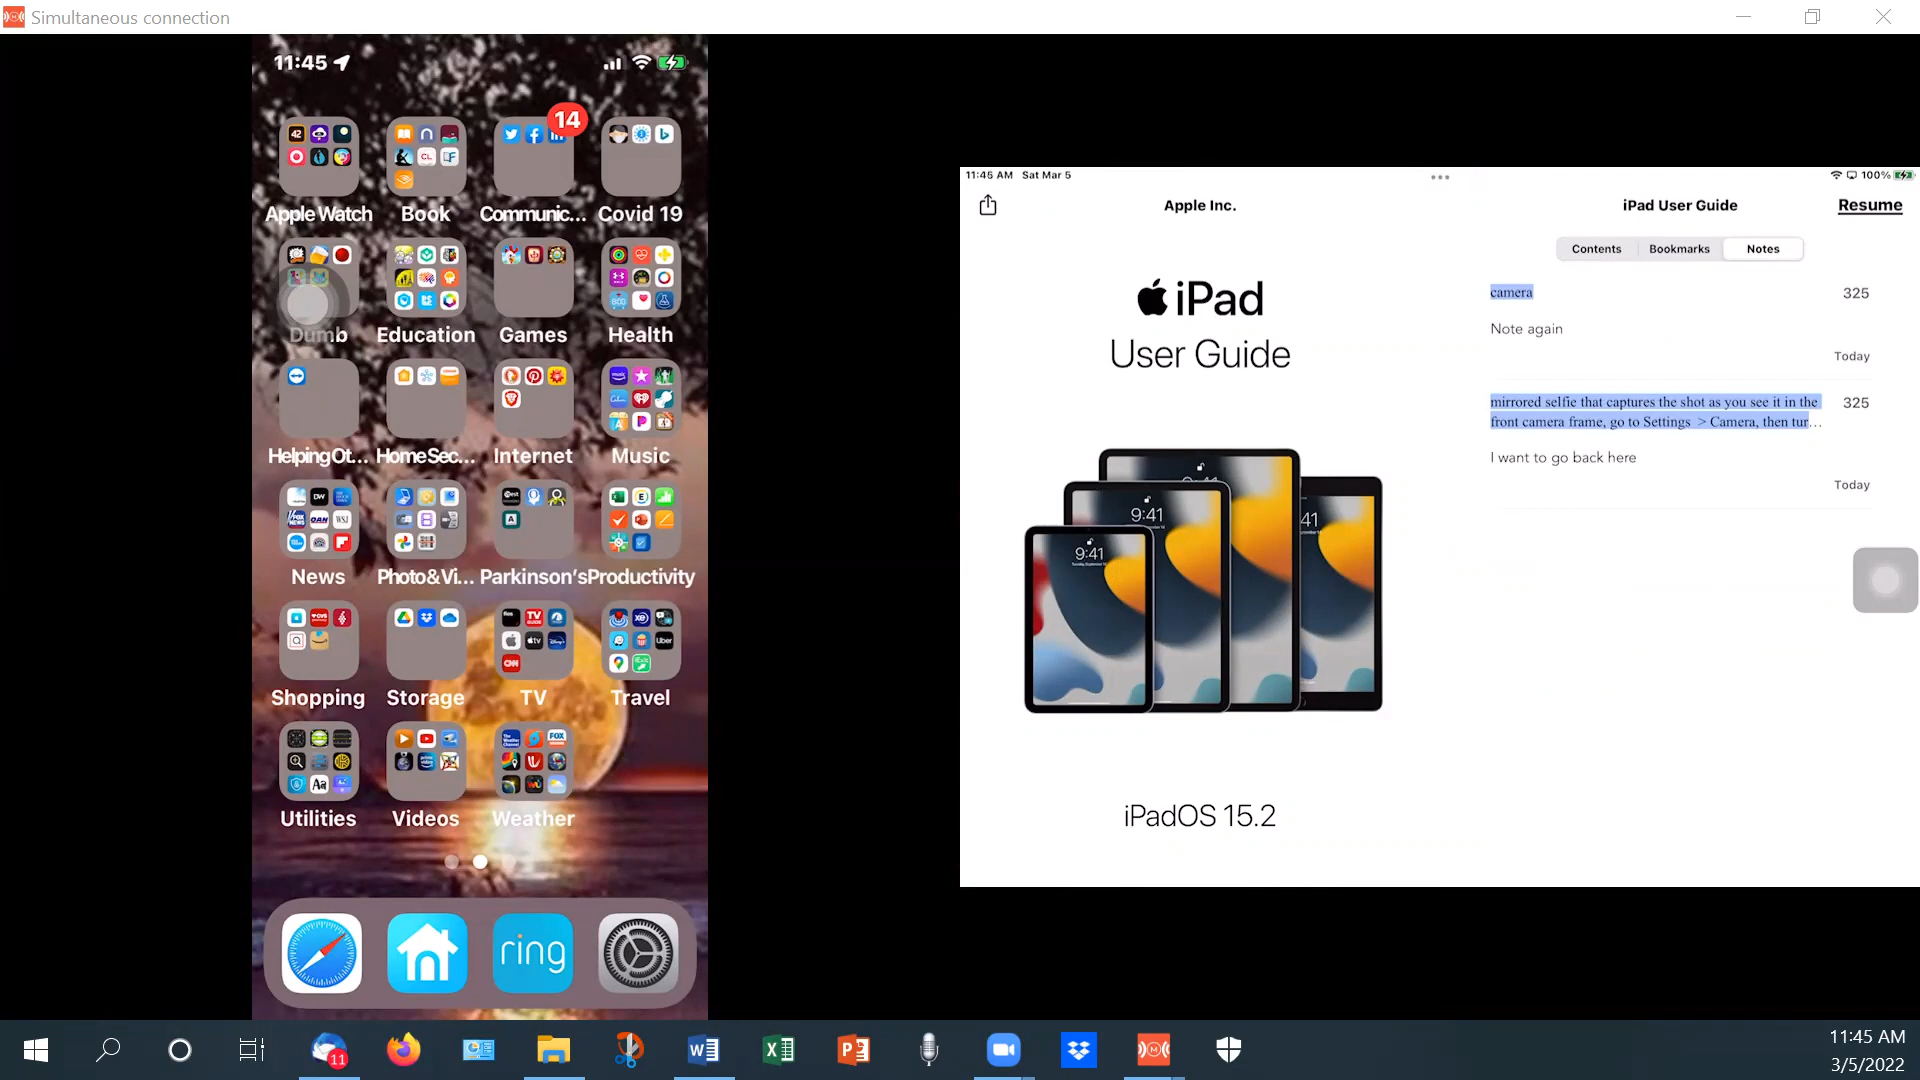 Simultaneous connection
11:45
14
Apple Watch
Book
Communic...
Covid 19
Dumb
Education
Games
Health
Helping Ot...
Home Sec...
Internet
Music
News
Photo&Vi...
Parkinson's
Productivity
Shopping
Storage
TV
Travel
Utilities
Videos
Weather
ring
11:45 AM Sat Mar 5
100%
Apple Inc.
iPad
User Guide
9:41
9:41
41
iPadOS 15.2
iPad User Guide
Resume
Contents
Bookmarks
Notes
camera
325
Note again
Today
mirrored selfie that captures the shot as you see it in the
325
front camera frame, go to Settings > Camera, then tur...
I want to go back here
Today
11
11:45 AM
3/5/2022